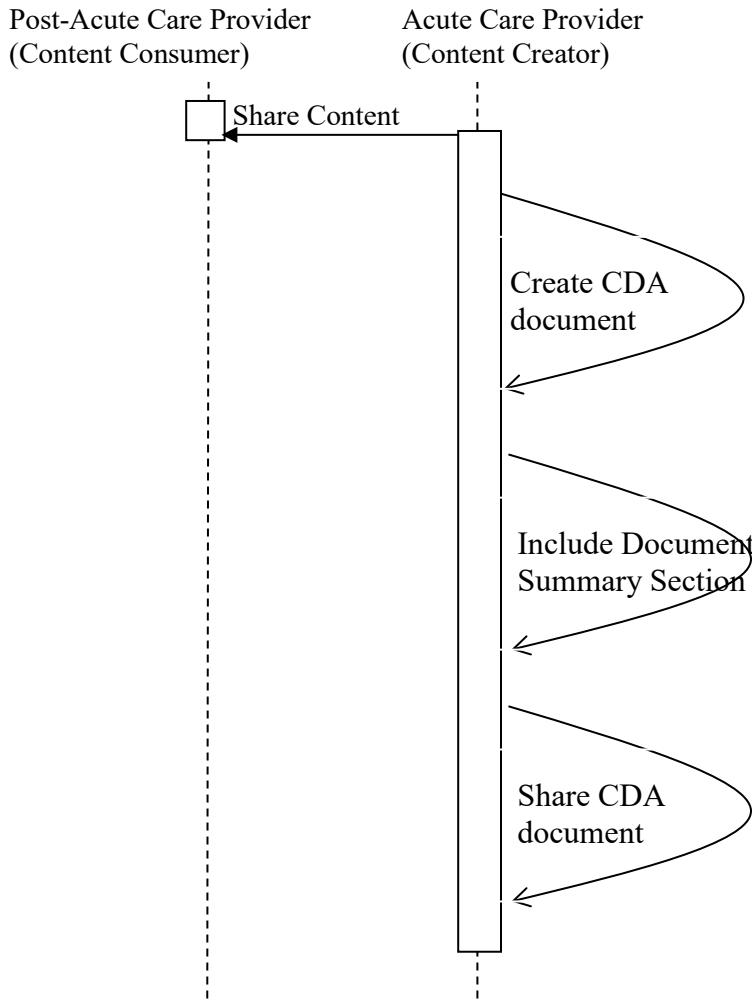 Post-Acute Care Provider
(Content Consumer)
Acute Care Provider
(Content Creator)
Share Content
Create CDA
document
Include Document
Summary Section
Share CDA
document